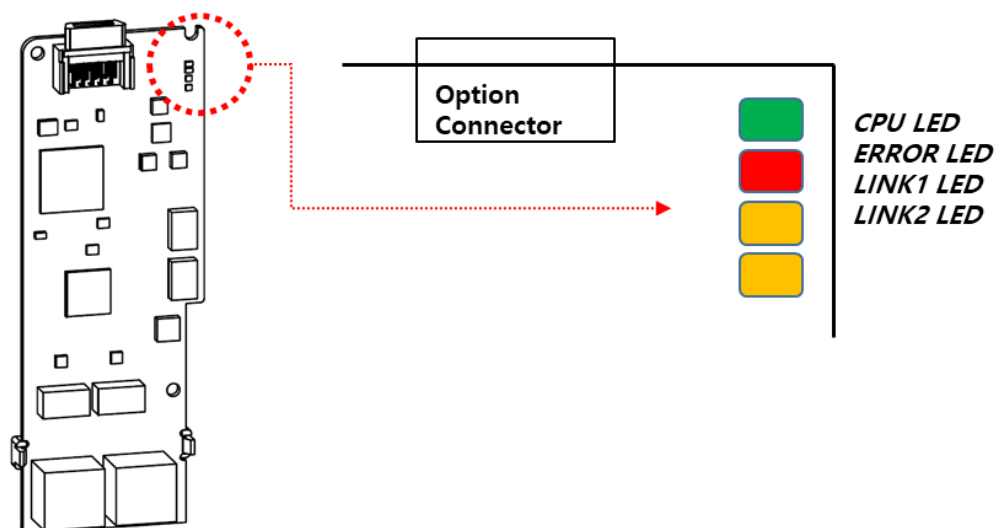 Option
Connector
CPU LED
ERROR LED
LINK1 LED
LINK2 LED